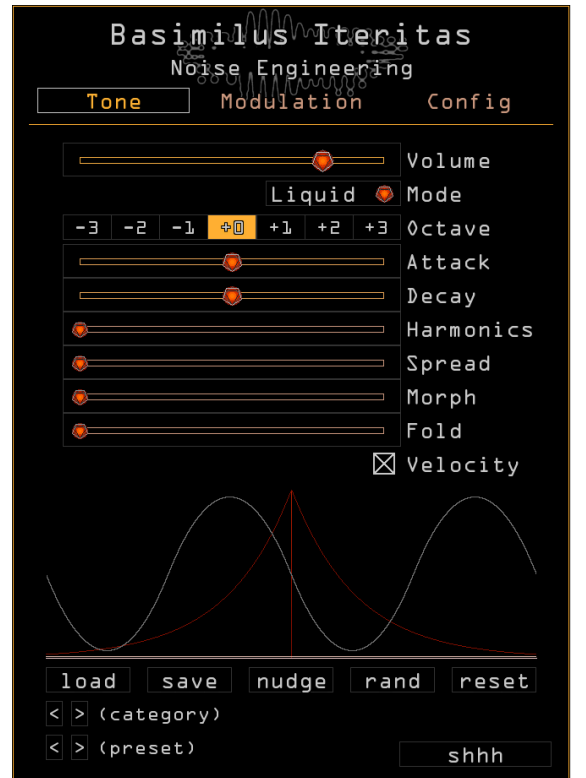 Basimilus Iteritas
Noise Engineering
Tone Modulation Config
Volume
Liquid Mode
-3 -2 -1 +0 +1 +2 +3 Octave
Attack
Decay
Harmonics
Spread
Morph
Fold
Velocity
load save nudge rand reset
< > (category)
< > (preset)
shhh